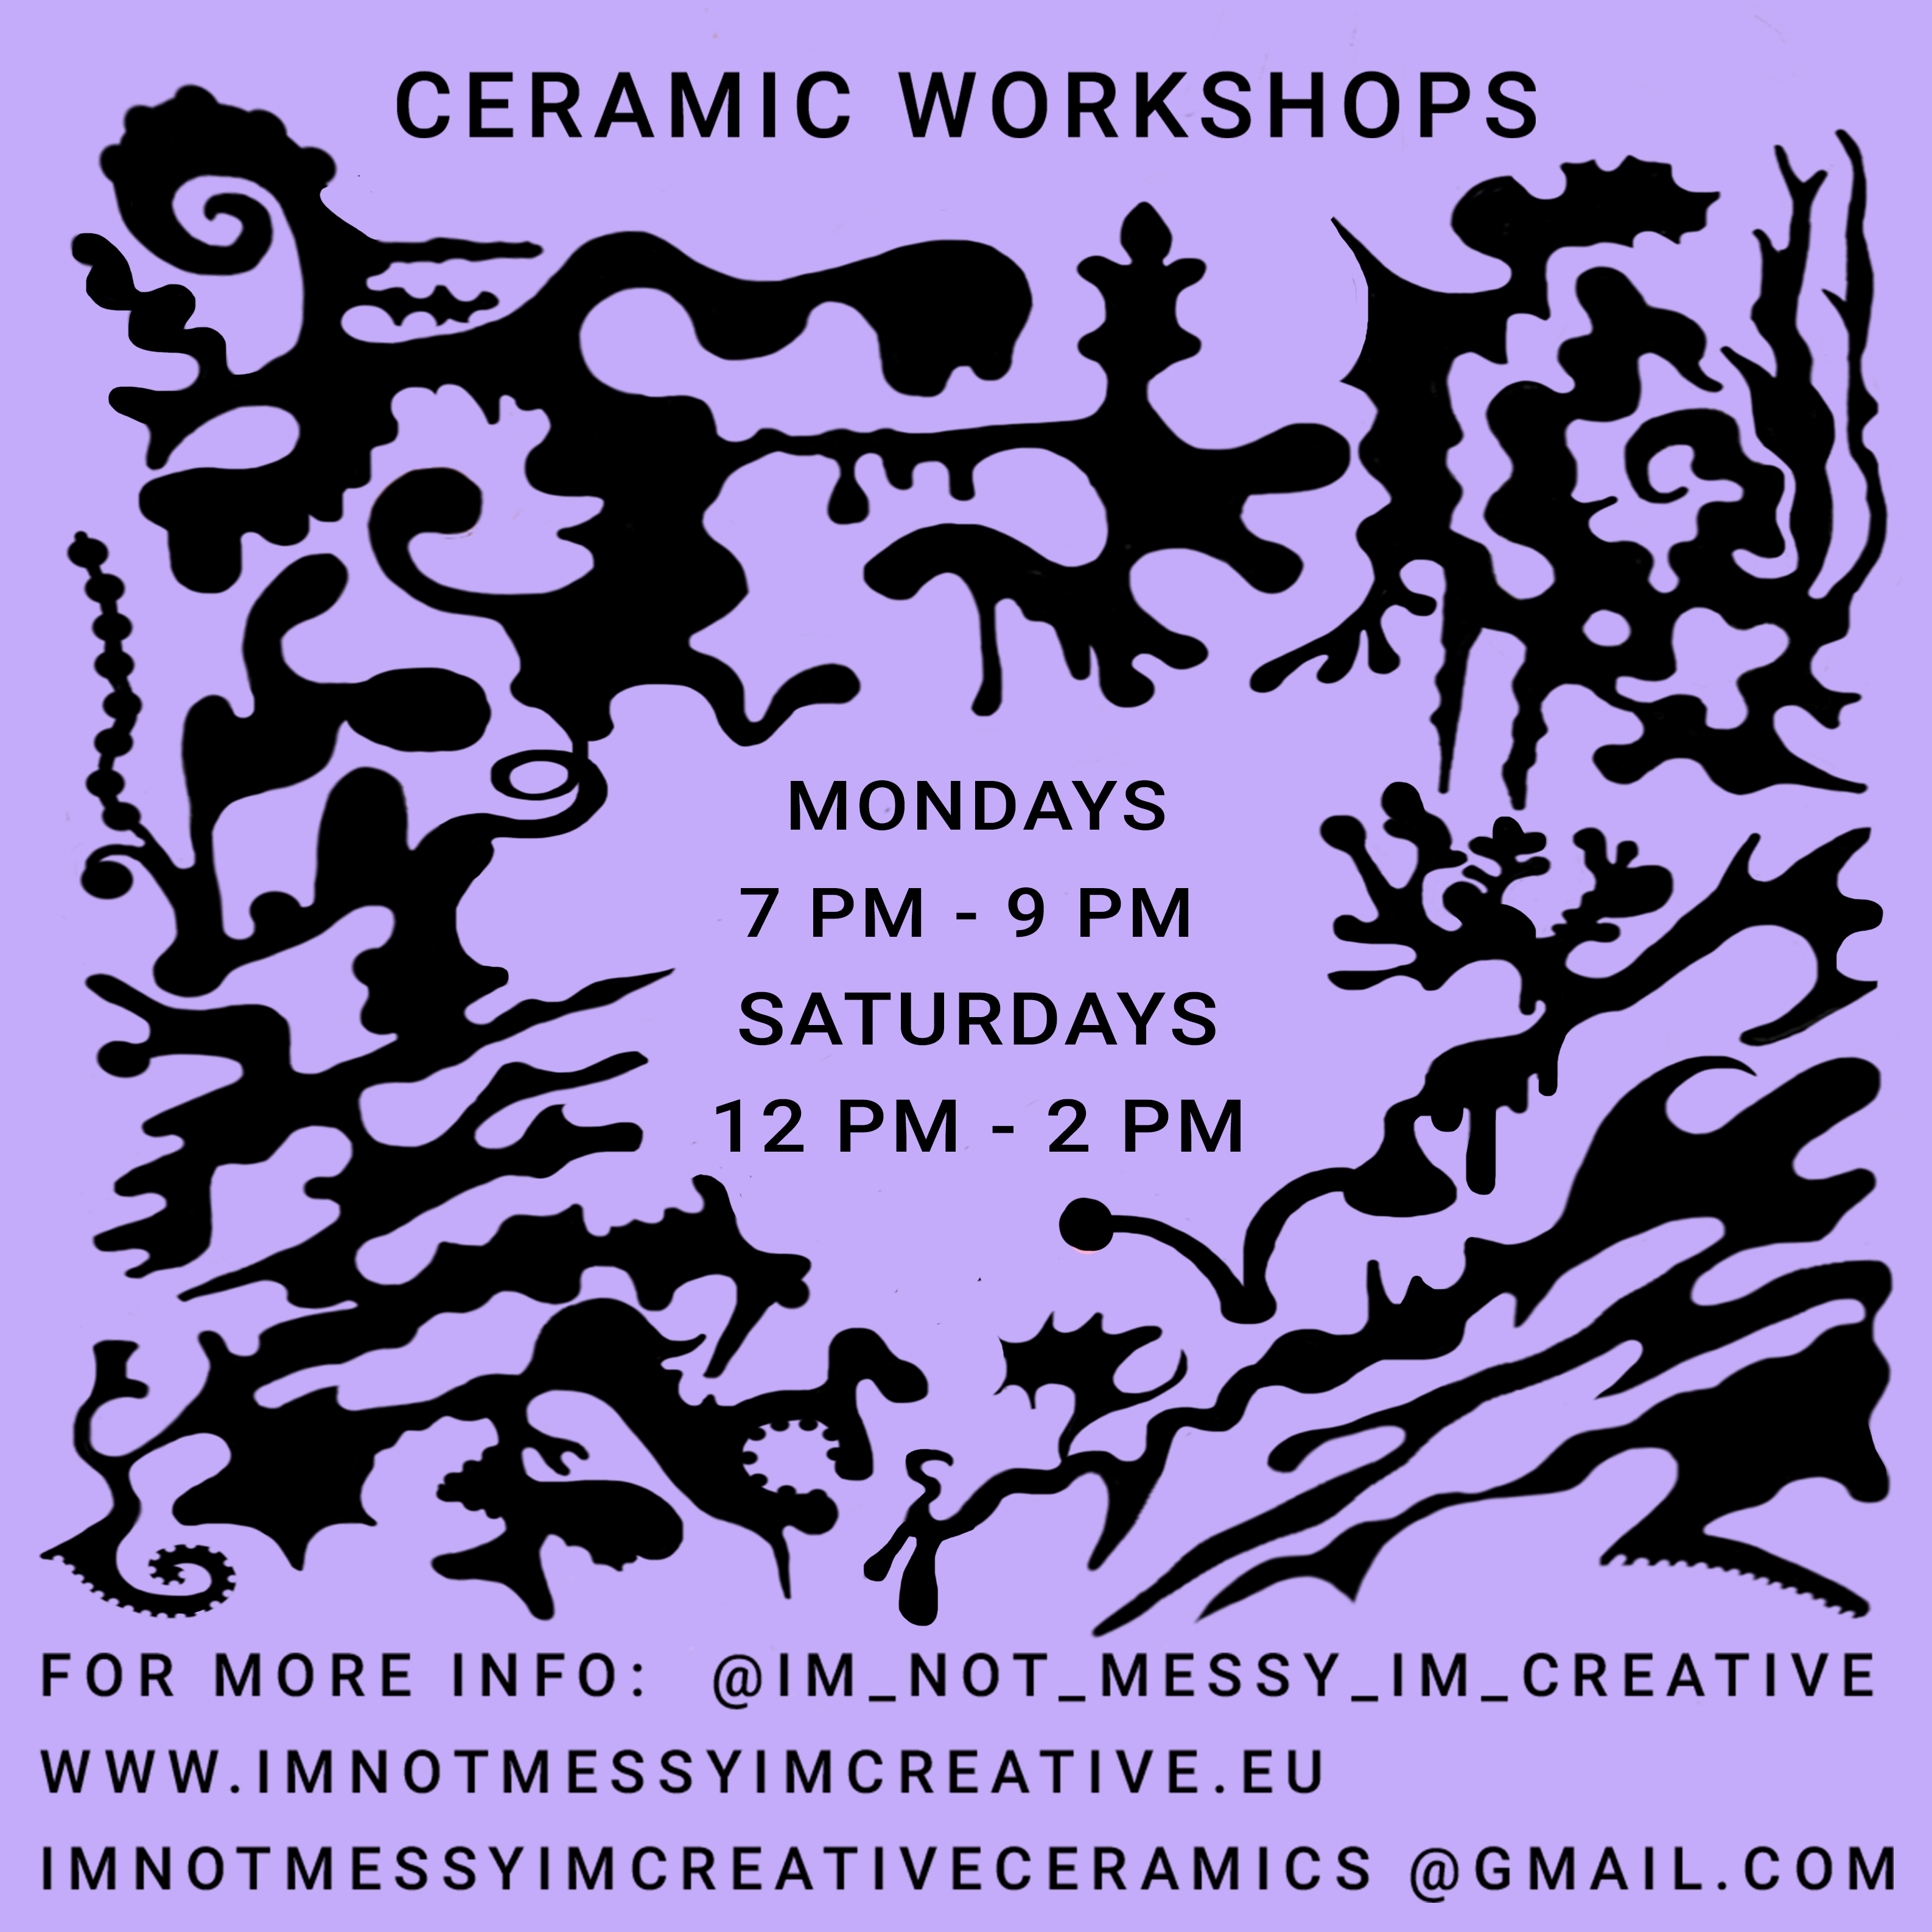 CERAMIC WORKSHOPS
MONDAYS
7 PM - 9 PM
SATURDAYS
12 PM - 2 PM
FOR MORE INFO: @IM_NOT_MESSY_IM_CREATIVE
WWW.IMNOTMESSYIMCREATIVE.EU
IMNOTMESSYIMCREATIVECERAMICS @GMAIL.COM